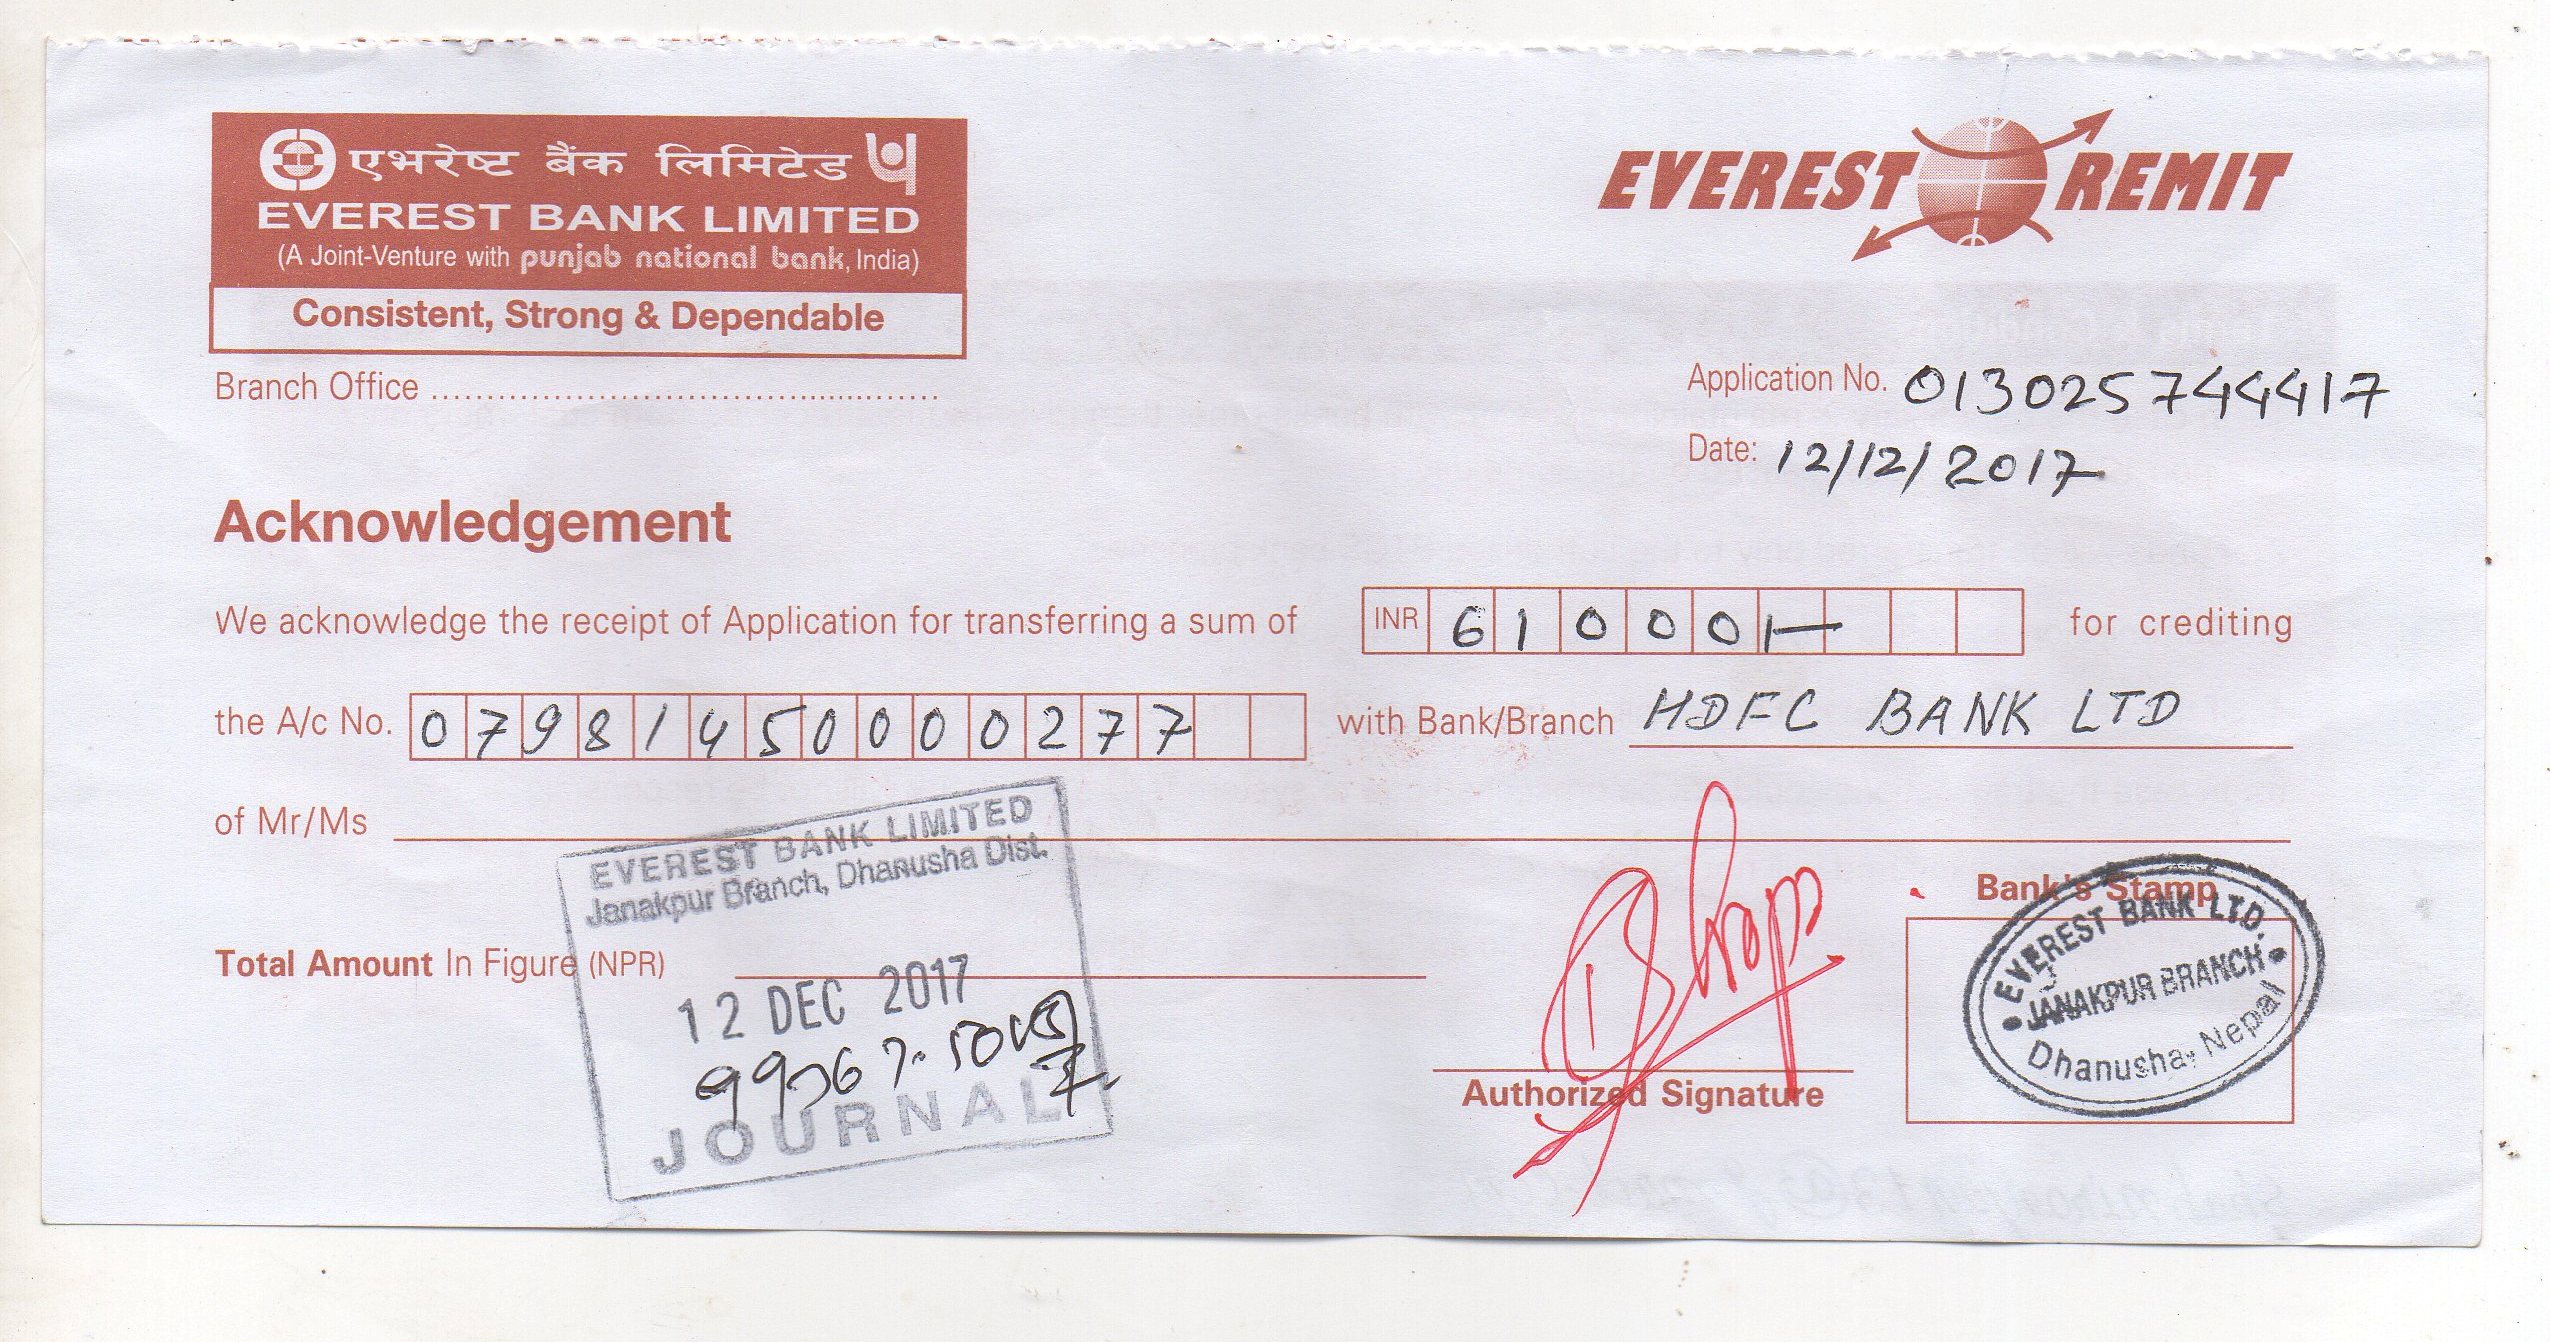 एभरेष्ट बैंक लिमिटेड
EVEREST BANK LIMITED
(A Joint-Venture with punjab national bank, India)
Consistent, Strong & Dependable
EVEREST REMIT
Branch Office ..........................................
Application No. 013025744417
Date: 12/12/2017
Acknowledgement
We acknowledge the receipt of Application for transferring a sum of INR 61000/- for crediting
the A/c No. 07981450000277 with Bank/Branch HDFC BANK LTD
of Mr/Ms
EVEREST BANK LIMITED
Janakpur Branch, Dhanusha Dist.
12 DEC 2017
JOURNAL
Total Amount In Figure (NPR)
Authorized Signature
Bank's Stamp
EVEREST BANK LTD.
JANAKPUR BRANCH
Dhanusha, Nepal